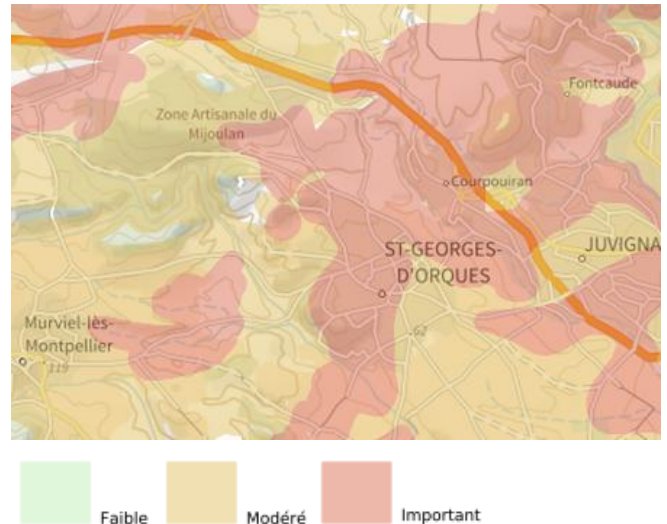 Fontcaude
Zone Artisanale du
Mijoulan
Courpouiran
ST-GEORGES-
D'ORQUES
JUVIGNA
Murviel-lès-
Montpellier
62
119
Faible
Modéré
Important